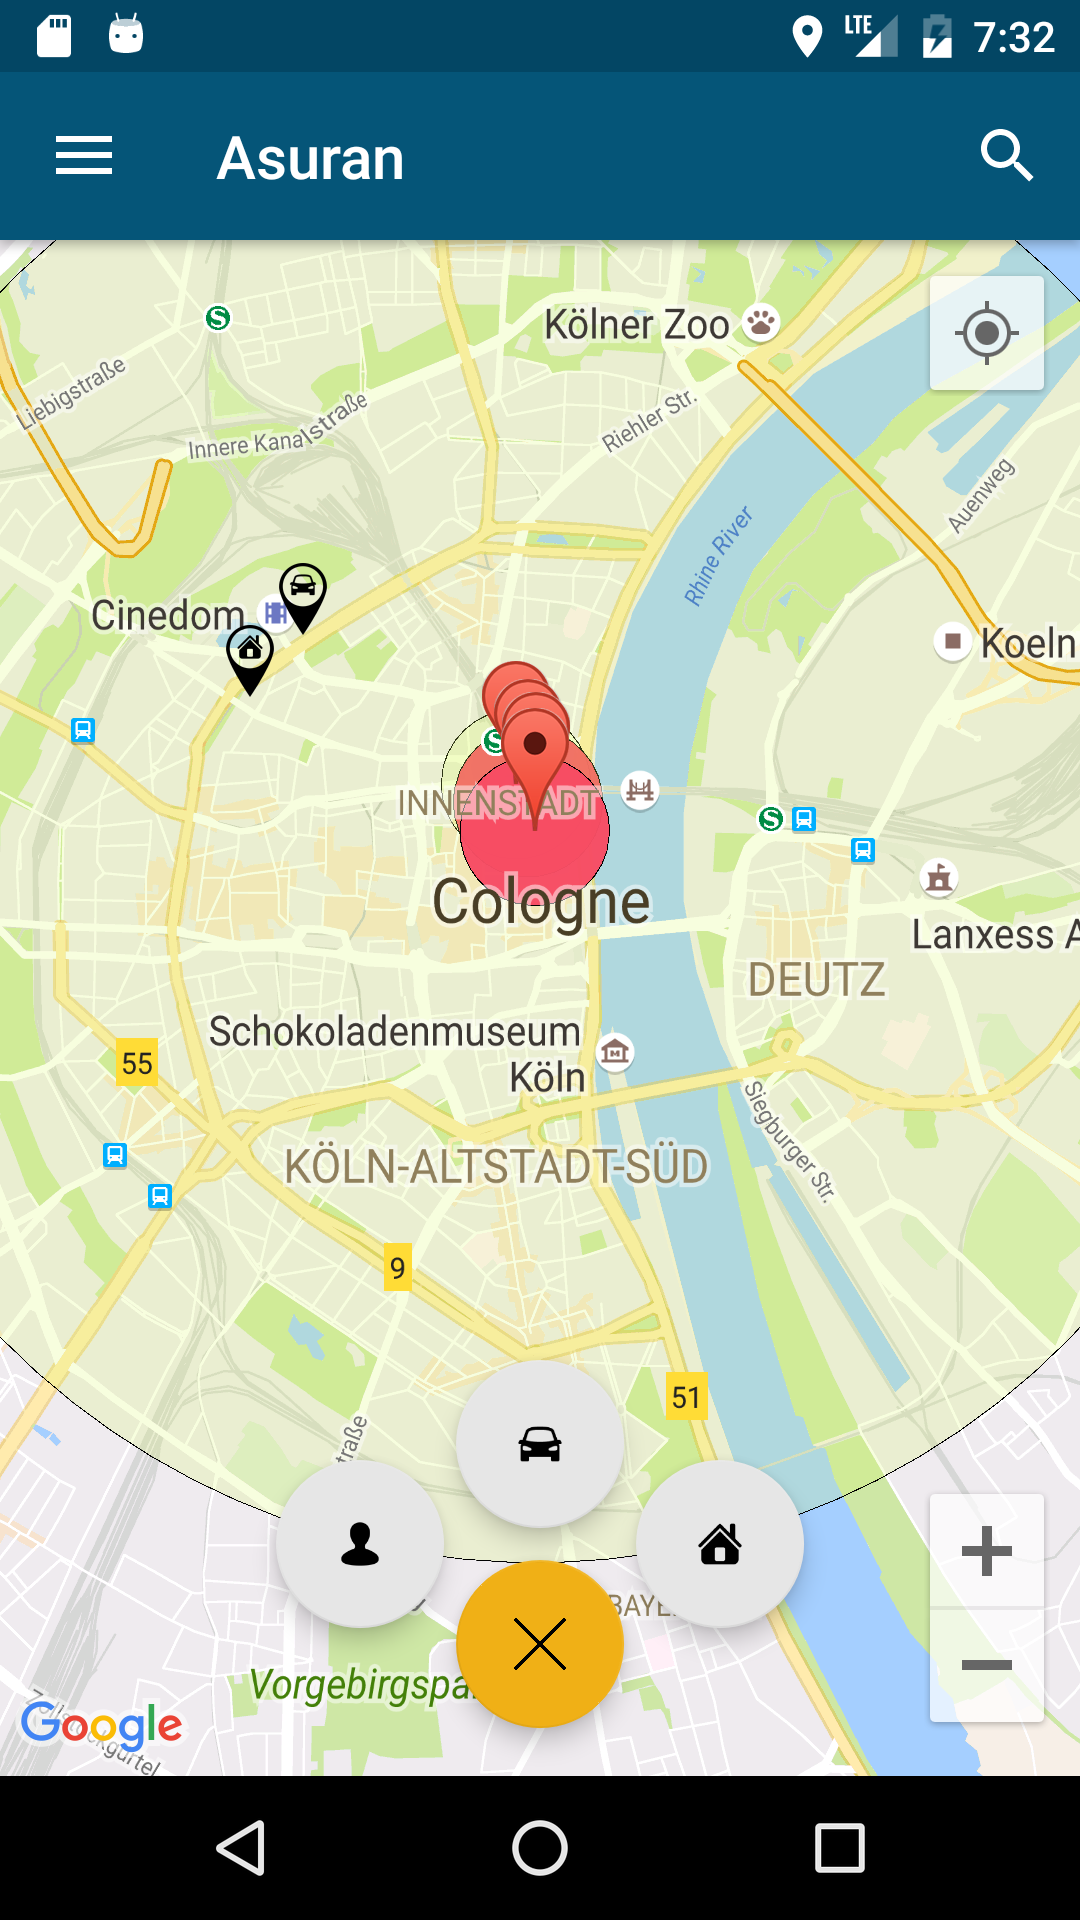 LTE 7:32
Asuran
Kölner Zoo
Liebigstraße
Innere Kanalstraße
Riehler Str.
Auenweg
Rhine River
Cinedom
Koeln
S
INNENSTADT
S
Cologne
Lanxess A
DEUTZ
Schokoladenmuseum
Köln
55
Siegburger Str.
KÖLN-ALTSTADT-SÜD
9
51
traße
BAYE
Vorgebirgspa
Google